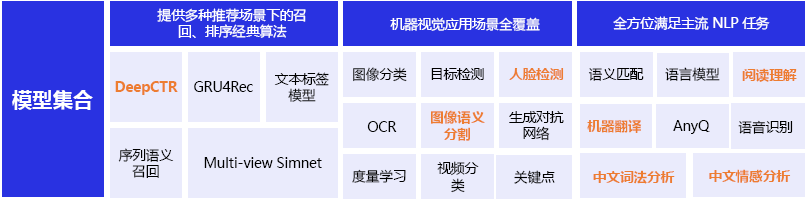 模型集合
提供多种推荐场景下的召
回、排序经典算法
DeepCTR
GRU4Rec
文本标签
模型
序列语义
召回
Multi-view Simnet
机器视觉应用场景全覆盖
图像分类
目标检测
人脸检测
OCR
图像语义
分割
生成对抗
网络
度量学习
视频分
类
关键点
全方位满足主流 NLP 任务
语义匹配
语言模型
阅读理解
机器翻译
AnyQ
语音识别
中文词法分析
中文情感分析